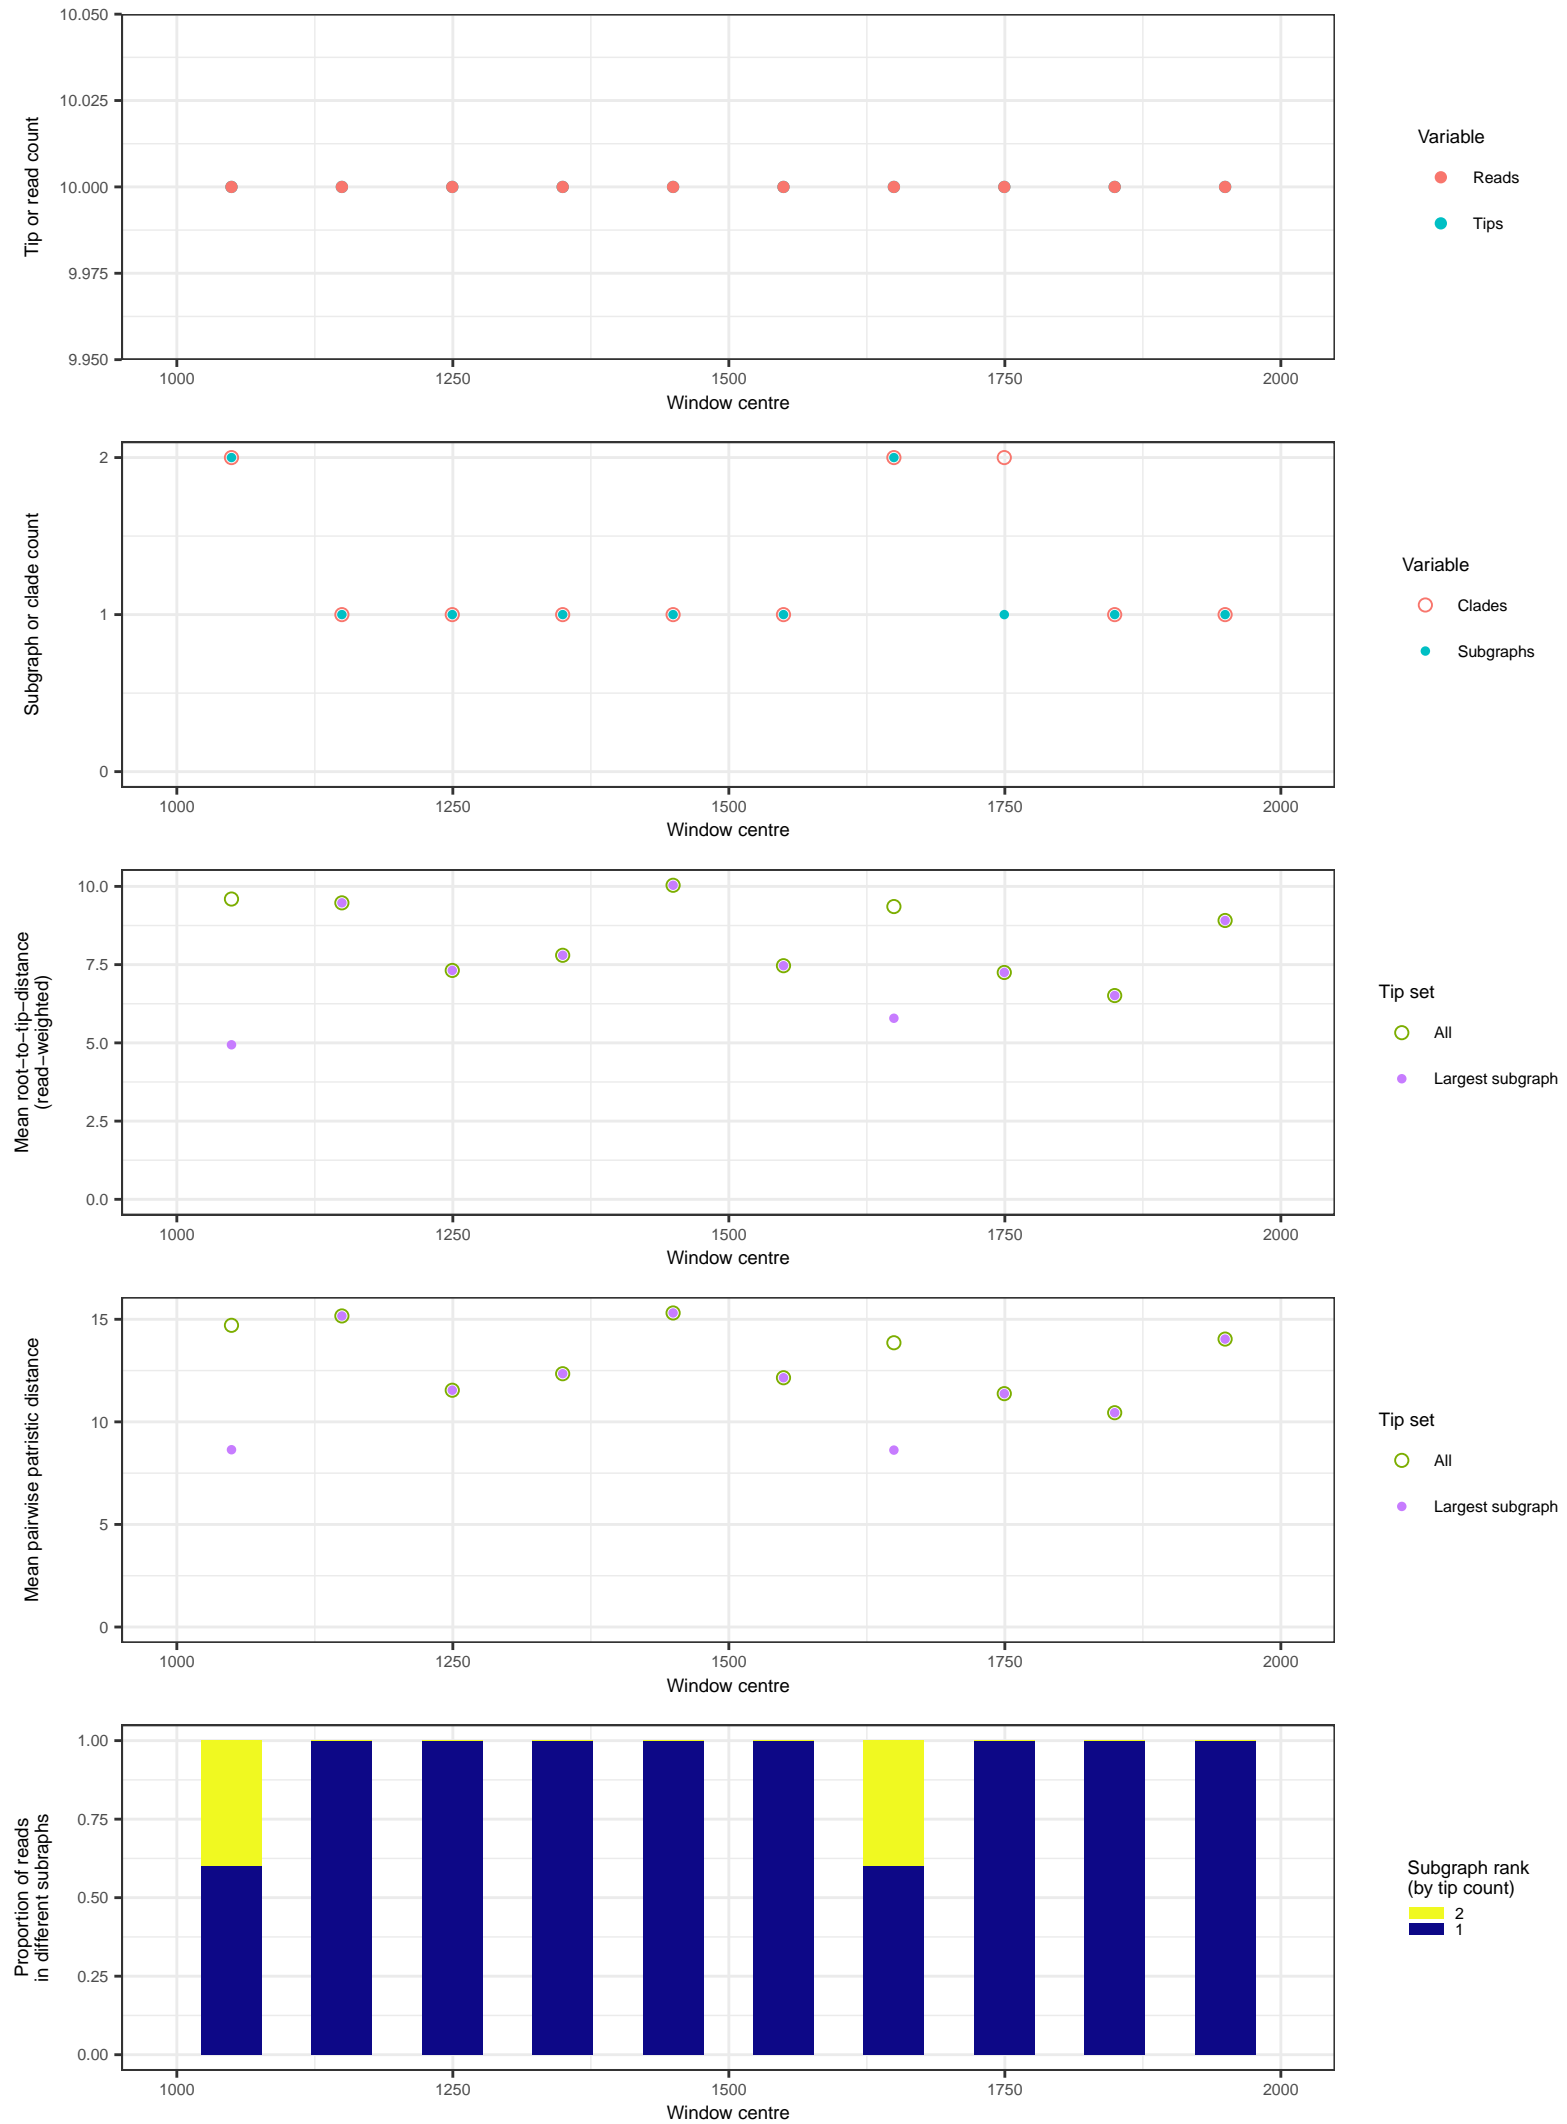 10.050
10.025
10.000
9.975
9.950
Tip or read count
1000 1250 1500 1750 2000
Window centre
Variable
Reads
Tips
2
1
0
Subgraph or clade count
1000 1250 1500 1750 2000
Window centre
Variable
Clades
Subgraphs
10.0
7.5
5.0
2.5
0.0
Mean root−to−tip−distance
(read−weighted)
1000 1250 1500 1750 2000
Window centre
Tip set
All
Largest subgraph
15
10
5
0
Mean pairwise patristic distance
1000 1250 1500 1750 2000
Window centre
Tip set
All
Largest subgraph
1.00
0.75
0.50
0.25
0.00
Proportion of reads
in different subraphs
1000 1250 1500 1750 2000
Window centre
Subgraph rank
(by tip count)
2
1